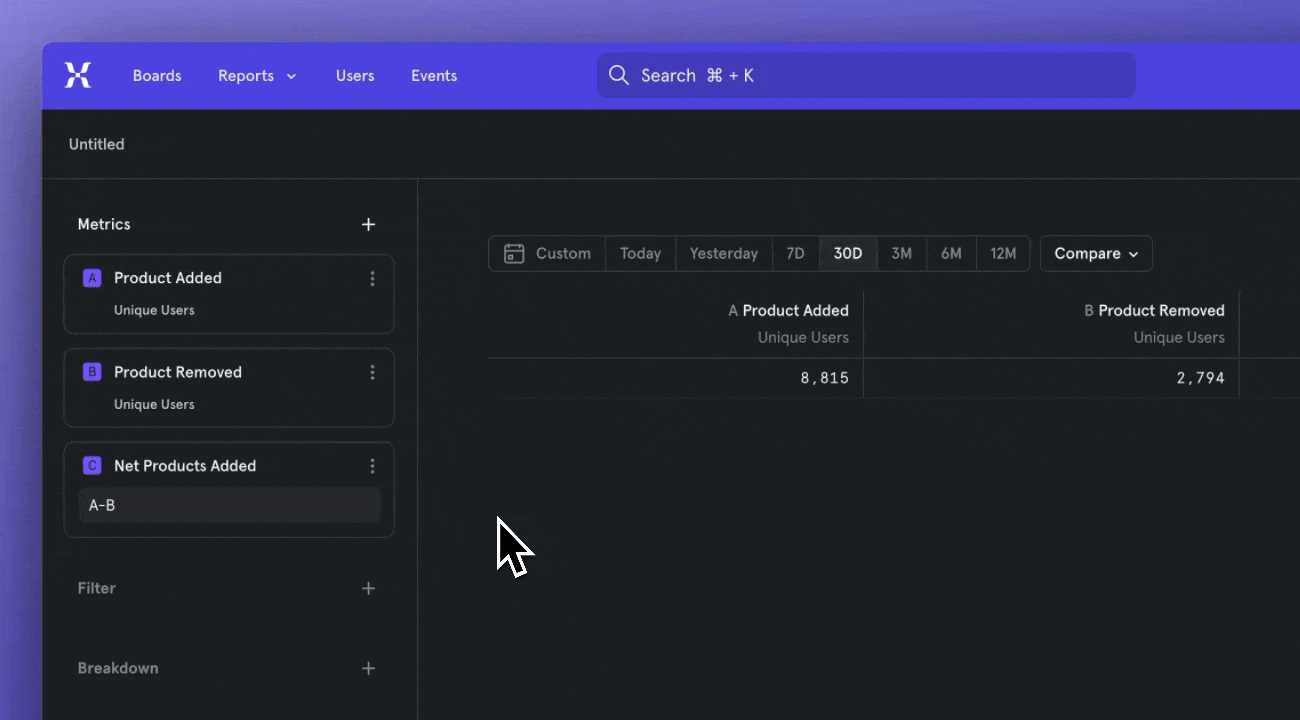 Boards Reports Users Events Search ⌘ + K
Untitled
Metrics
A Product Added
Unique Users
B Product Removed
Unique Users
C Net Products Added
A-B
Filter
Breakdown
Custom Today Yesterday 7D 30D 3M 6M 12M Compare
A Product Added B Product Removed
Unique Users Unique Users
8,815 2,794